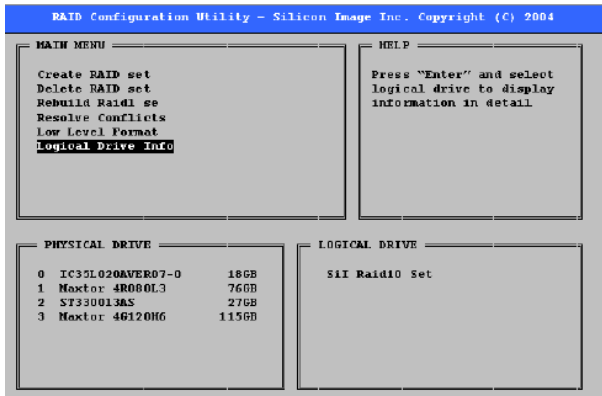 RAID Configuration Utility - Silicon Image Inc. Copyright (C) 2004
MAIN MENU
Create RAID set
Delete RAID set
Rebuild Raid1 se
Resolve Conflicts
Low Level Format
Logical Drive Info
HELP
Press "Enter" and select
logical drive to display
information in detail
PHYSICAL DRIVE
0 IC35L020AVER07-0 18GB
1 Maxtor 4R080L3 76GB
2 ST330013AS 27GB
3 Maxtor 4G120H6 115GB
LOGICAL DRIVE
SiI Raid10 Set